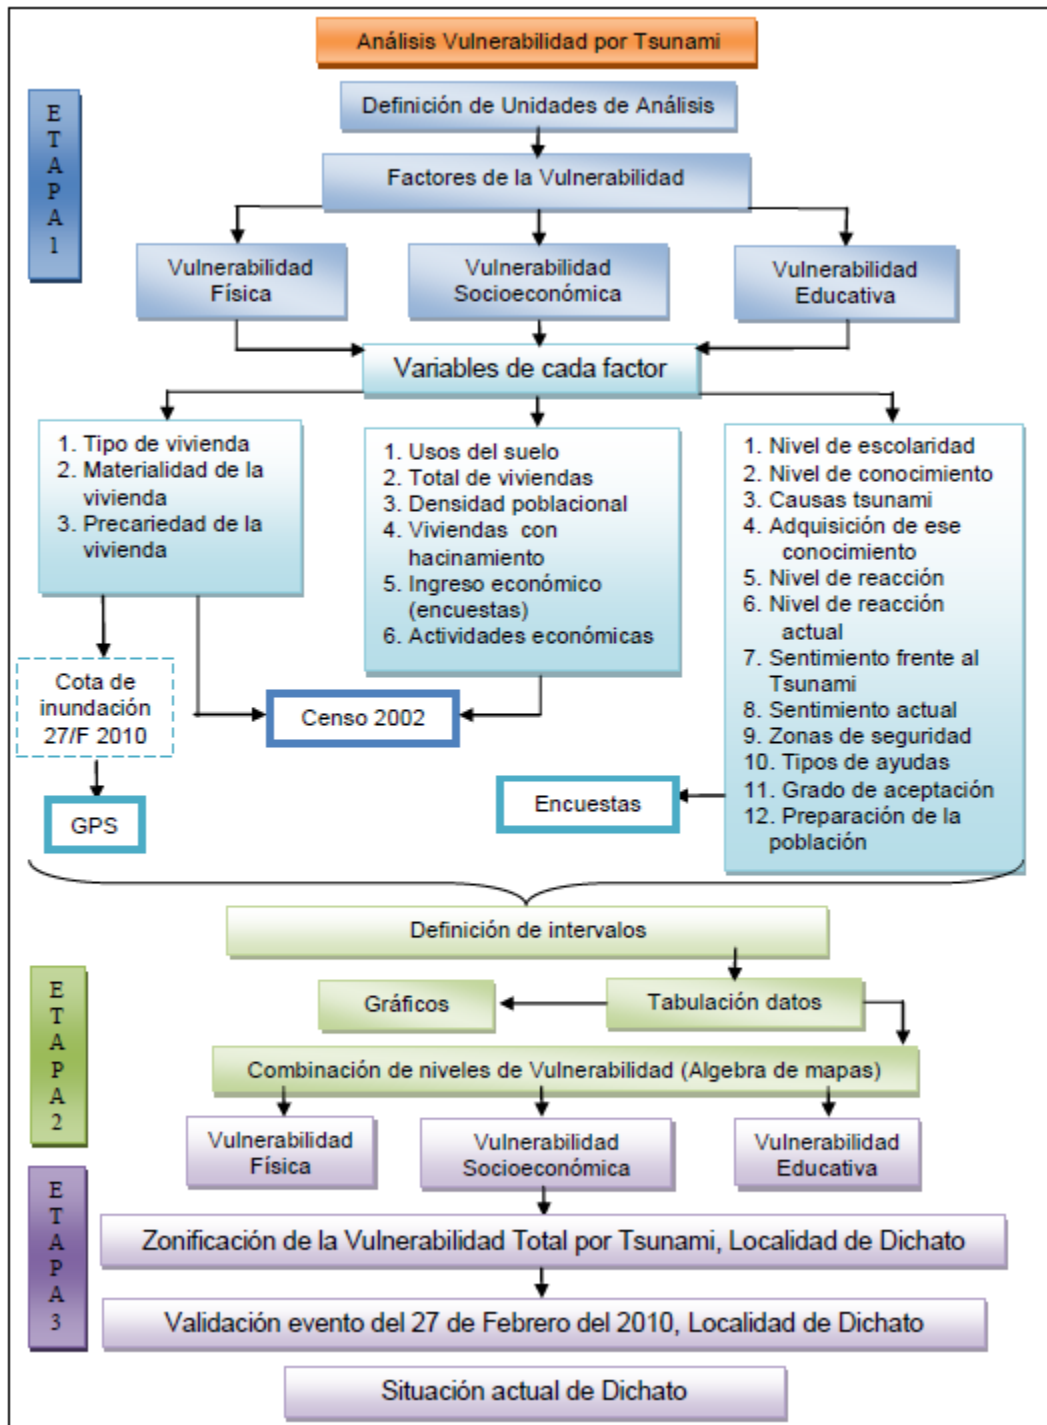 Análisis Vulnerabilidad por Tsunami
E
T
A
P
A
1
Definición de Unidades de Análisis
Factores de la Vulnerabilidad
Vulnerabilidad
Física
Vulnerabilidad
Socioeconómica
Vulnerabilidad
Educativa
Variables de cada factor
1. Tipo de vivienda
2. Materialidad de la
vivienda
3. Precariedad de la
vivienda
1. Usos del suelo
2. Total de viviendas
3. Densidad poblacional
4. Viviendas con
hacinamiento
5. Ingreso económico
(encuestas)
6. Actividades económicas
1. Nivel de escolaridad
2. Nivel de conocimiento
3. Causas tsunami
4. Adquisición de ese
conocimiento
5. Nivel de reacción
6. Nivel de reacción
actual
7. Sentimiento frente al
Tsunami
8. Sentimiento actual
9. Zonas de seguridad
10. Tipos de ayudas
11. Grado de aceptación
12. Preparación de la
población
Cota de
inundación
27/F 2010
Censo 2002
GPS
Encuestas
Definición de intervalos
E
T
A
P
A
2
Gráficos
Tabulación datos
Combinación de niveles de Vulnerabilidad (Algebra de mapas)
Vulnerabilidad
Física
Vulnerabilidad
Socioeconómica
Vulnerabilidad
Educativa
E
T
A
P
A
3
Zonificación de la Vulnerabilidad Total por Tsunami, Localidad de Dichato
Validación evento del 27 de Febrero del 2010, Localidad de Dichato
Situación actual de Dichato